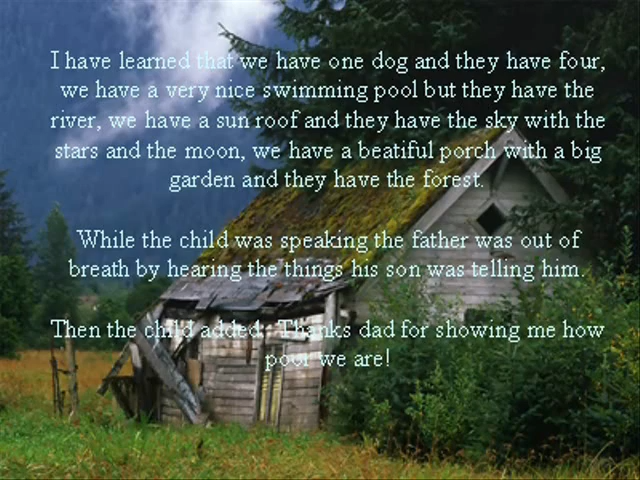 I have learned that we have one dog and they have four,
we have a very nice swimming pool but they have the
river, we have a sun roof and they have the sky with the
stars and the moon, we have a beatiful porch with a big
garden and they have the forest.
While the child was speaking the father was out of
breath by hearing the things his son was telling him.
Then the child added: Thanks dad for showing me how
poor we are!